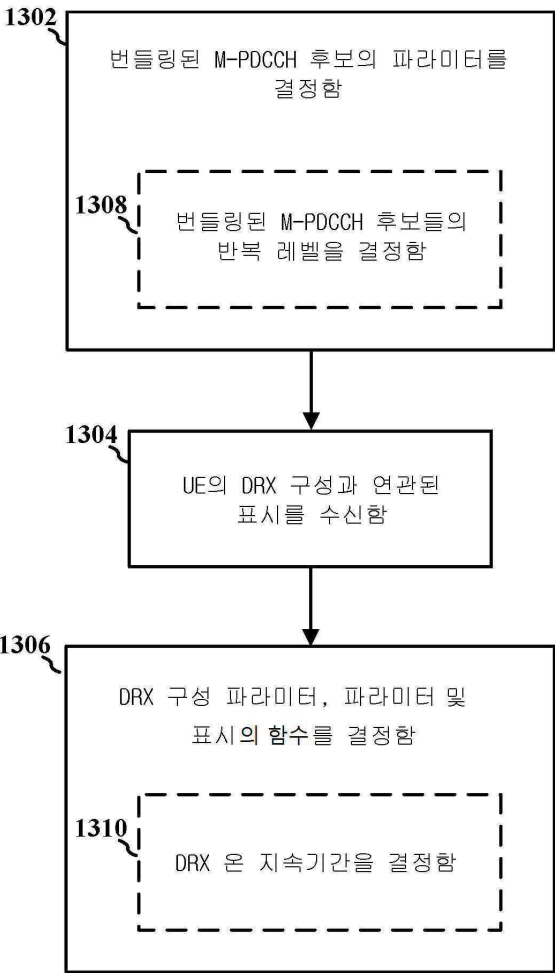 1302
번들링된 M-PDCCH 후보의 파라미터를
결정함
1308
번들링된 M-PDCCH 후보들의
반복 레벨을 결정함
1304
UE의 DRX 구성과 연관된
표시를 수신함
1306
DRX 구성 파라미터, 파라미터 및
표시의 함수를 결정함
1310
DRX 온 지속기간을 결정함